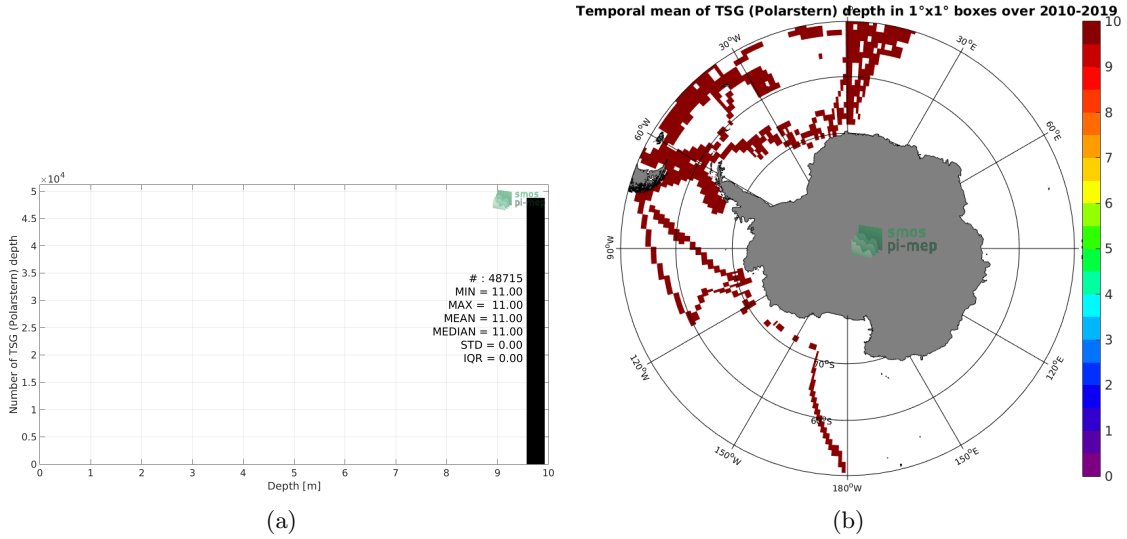 Temporal mean of TSG (Polarstern) depth in 1°x1° boxes over 2010-2019
×10⁴
5
4.5
4
3.5
3
2.5
2
1.5
1
0.5
0
Number of TSG (Polarstern) depth
smos
pi-mep
# : 48715
MIN = 11.00
MAX = 11.00
MEAN = 11.00
MEDIAN = 11.00
STD = 0.00
IQR = 0.00
0 1 2 3 4 5 6 7 8 9 10
Depth [m]
(a)
30°W
30°E
60°W
60°E
90°W
smos
pi-mep
120°W
120°E
150°W
150°E
180°W
70°S
10
9
8
7
6
5
4
3
2
1
0
(b)